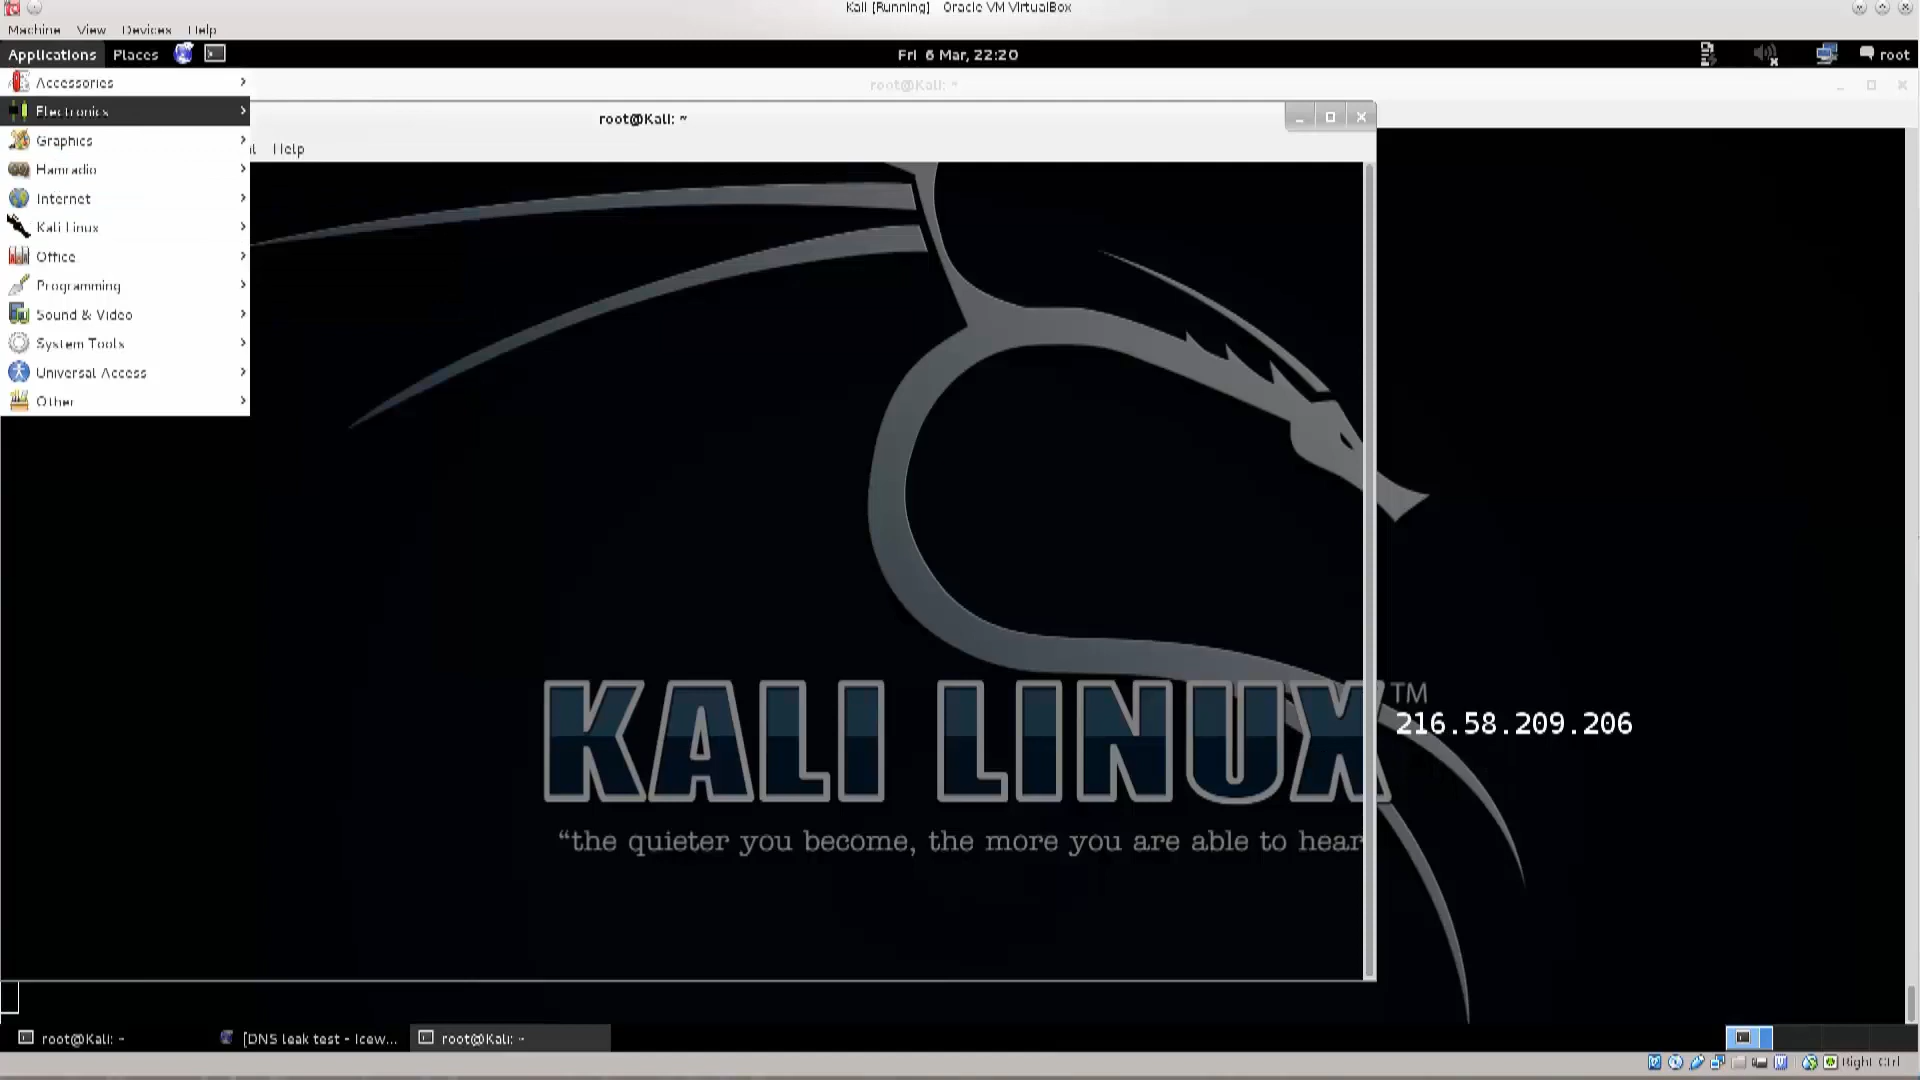 Kali [Running] - Oracle VM VirtualBox
Machine View Devices Help
Applications Places Fri 6 Mar, 22:20 root
root@Kali: ~
Accessories
Electronics
Graphics
Hamradio
Internet
Kali Linux
Office
Programming
Sound & Video
System Tools
Universal Access
Other
root@Kali: ~
Help
KALI LINUX TM
216.58.209.206
“the quieter you become, the more you are able to hear
root@Kali: ~ [DNS leak test - Icew... root@Kali: ~
Right Ctrl